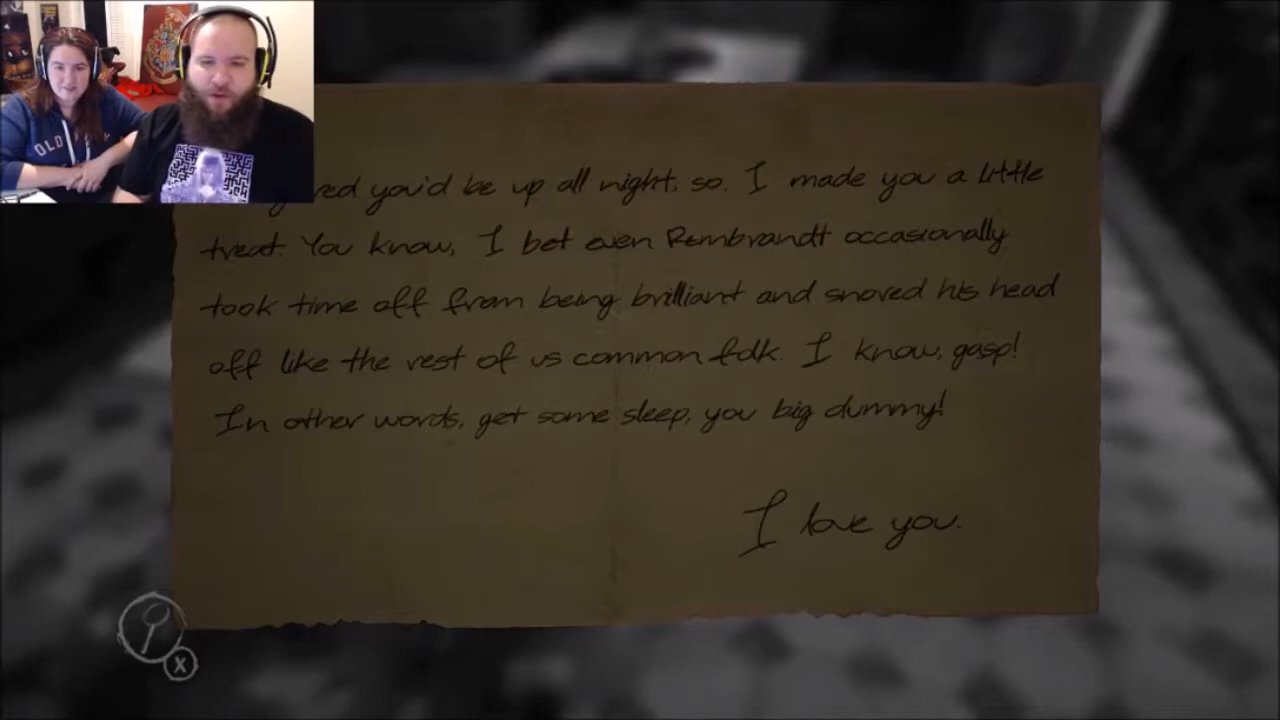 OLD
you'd be up all night, so. I made you a little
treat. You know, I bet even Rembrandt occasionally
took time off from being brilliant and snored his head
off like the rest of us common folk. I know, gasp!
In other words, get some sleep, you big dummy!
I love you.
X